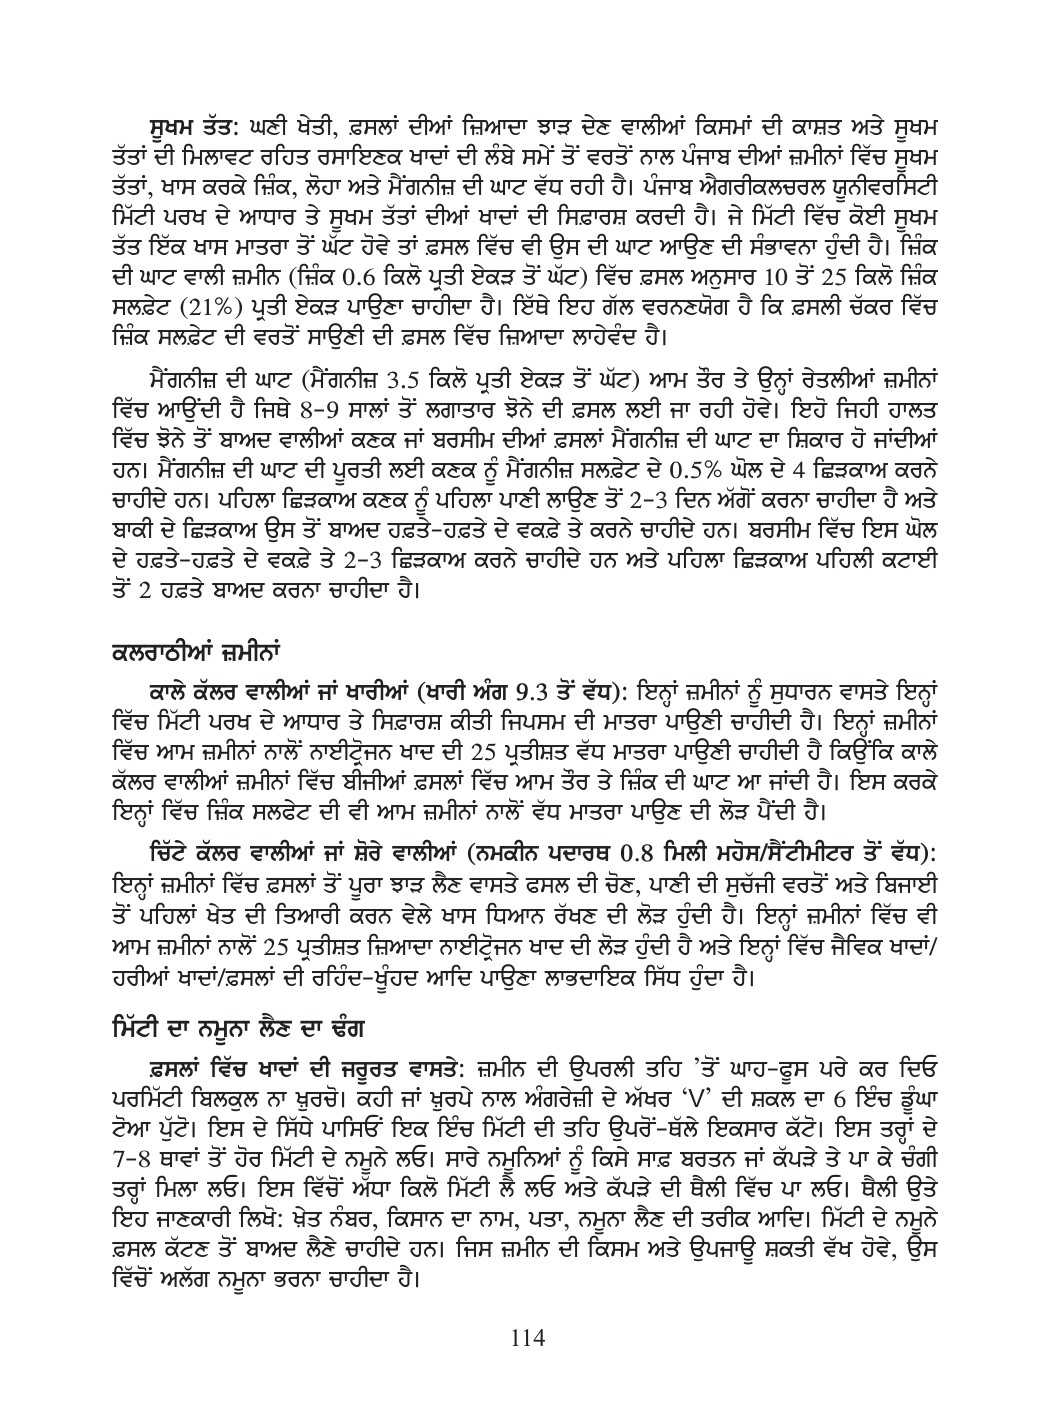 ਸੂਖਮ ਤੱਤ: ਘਣੀ ਖੇਤੀ, ਫ਼ਸਲਾਂ ਦੀਆਂ ਜ਼ਿਆਦਾ ਝਾੜ ਦੇਣ ਵਾਲੀਆਂ ਕਿਸਮਾਂ ਦੀ ਕਾਸ਼ਤ ਅਤੇ ਸੂਖਮ
ਤੱਤਾਂ ਦੀ ਮਿਲਾਵਟ ਰਹਿਤ ਰਸਾਇਣਕ ਖਾਦਾਂ ਦੀ ਲੰਬੇ ਸਮੇਂ ਤੋਂ ਵਰਤੋਂ ਨਾਲ ਪੰਜਾਬ ਦੀਆਂ ਜ਼ਮੀਨਾਂ ਵਿੱਚ ਸੂਖਮ
ਤੱਤਾਂ, ਖਾਸ ਕਰਕੇ ਜ਼ਿੰਕ, ਲੋਹਾ ਅਤੇ ਮੈਂਗਨੀਜ਼ ਦੀ ਘਾਟ ਵੱਧ ਰਹੀ ਹੈ। ਪੰਜਾਬ ਐਗਰੀਕਲਚਰਲ ਯੂਨੀਵਰਸਿਟੀ
ਮਿੱਟੀ ਪਰਖ ਦੇ ਆਧਾਰ ਤੇ ਸੂਖਮ ਤੱਤਾਂ ਦੀਆਂ ਖਾਦਾਂ ਦੀ ਸਿਫ਼ਾਰਸ਼ ਕਰਦੀ ਹੈ। ਜੇ ਮਿੱਟੀ ਵਿੱਚ ਕੋਈ ਸੂਖਮ
ਤੱਤ ਇੱਕ ਖਾਸ ਮਾਤਰਾ ਤੋਂ ਘੱਟ ਹੋਵੇ ਤਾਂ ਫ਼ਸਲ ਵਿੱਚ ਵੀ ਉਸ ਦੀ ਘਾਟ ਆਉਣ ਦੀ ਸੰਭਾਵਨਾ ਹੁੰਦੀ ਹੈ। ਜ਼ਿੰਕ
ਦੀ ਘਾਟ ਵਾਲੀ ਜ਼ਮੀਨ (ਜ਼ਿੰਕ 0.6 ਕਿਲੋ ਪ੍ਰਤੀ ਏਕੜ ਤੋਂ ਘੱਟ) ਵਿੱਚ ਫ਼ਸਲ ਅਨੁਸਾਰ 10 ਤੋਂ 25 ਕਿਲੋ ਜ਼ਿੰਕ
ਸਲਫ਼ੇਟ (21%) ਪ੍ਰਤੀ ਏਕੜ ਪਾਉਣਾ ਚਾਹੀਦਾ ਹੈ। ਇੱਥੇ ਇਹ ਗੱਲ ਵਰਨਣਯੋਗ ਹੈ ਕਿ ਫ਼ਸਲੀ ਚੱਕਰ ਵਿੱਚ
ਜ਼ਿੰਕ ਸਲਫ਼ੇਟ ਦੀ ਵਰਤੋਂ ਸਾਉਣੀ ਦੀ ਫ਼ਸਲ ਵਿੱਚ ਜ਼ਿਆਦਾ ਲਾਹੇਵੰਦ ਹੈ।
ਮੈਂਗਨੀਜ਼ ਦੀ ਘਾਟ (ਮੈਂਗਨੀਜ਼ 3.5 ਕਿਲੋ ਪ੍ਰਤੀ ਏਕੜ ਤੋਂ ਘੱਟ) ਆਮ ਤੌਰ ਤੇ ਉਨ੍ਹਾਂ ਰੇਤਲੀਆਂ ਜ਼ਮੀਨਾਂ
ਵਿੱਚ ਆਉਂਦੀ ਹੈ ਜਿਥੇ 8-9 ਸਾਲਾਂ ਤੋਂ ਲਗਾਤਾਰ ਝੋਨੇ ਦੀ ਫ਼ਸਲ ਲਈ ਜਾ ਰਹੀ ਹੋਵੇ। ਇਹੋ ਜਿਹੀ ਹਾਲਤ
ਵਿੱਚ ਝੋਨੇ ਤੋਂ ਬਾਅਦ ਵਾਲੀਆਂ ਕਣਕ ਜਾਂ ਬਰਸੀਮ ਦੀਆਂ ਫ਼ਸਲਾਂ ਮੈਂਗਨੀਜ਼ ਦੀ ਘਾਟ ਦਾ ਸ਼ਿਕਾਰ ਹੋ ਜਾਂਦੀਆਂ
ਹਨ। ਮੈਂਗਨੀਜ਼ ਦੀ ਘਾਟ ਦੀ ਪੂਰਤੀ ਲਈ ਕਣਕ ਨੂੰ ਮੈਂਗਨੀਜ਼ ਸਲਫ਼ੇਟ ਦੇ 0.5% ਘੋਲ ਦੇ 4 ਛਿੜਕਾਅ ਕਰਨੇ
ਚਾਹੀਦੇ ਹਨ। ਪਹਿਲਾ ਛਿੜਕਾਅ ਕਣਕ ਨੂੰ ਪਹਿਲਾ ਪਾਣੀ ਲਾਉਣ ਤੋਂ 2-3 ਦਿਨ ਅੱਗੋਂ ਕਰਨਾ ਚਾਹੀਦਾ ਹੈ ਅਤੇ
ਬਾਕੀ ਦੇ ਛਿੜਕਾਅ ਉਸ ਤੋਂ ਬਾਅਦ ਹਫ਼ਤੇ-ਹਫ਼ਤੇ ਦੇ ਵਕਫ਼ੇ ਤੇ ਕਰਨੇ ਚਾਹੀਦੇ ਹਨ। ਬਰਸੀਮ ਵਿੱਚ ਇਸ ਘੋਲ
ਦੇ ਹਫ਼ਤੇ-ਹਫ਼ਤੇ ਦੇ ਵਕਫ਼ੇ ਤੇ 2-3 ਛਿੜਕਾਅ ਕਰਨੇ ਚਾਹੀਦੇ ਹਨ ਅਤੇ ਪਹਿਲਾ ਛਿੜਕਾਅ ਪਹਿਲੀ ਕਟਾਈ
ਤੋਂ 2 ਹਫ਼ਤੇ ਬਾਅਦ ਕਰਨਾ ਚਾਹੀਦਾ ਹੈ।
ਕਲਰਾਠੀਆਂ ਜ਼ਮੀਨਾਂ
ਕਾਲੇ ਕੱਲਰ ਵਾਲੀਆਂ ਜਾਂ ਖਾਰੀਆਂ (ਖਾਰੀ ਅੰਗ 9.3 ਤੋਂ ਵੱਧ): ਇਨ੍ਹਾਂ ਜ਼ਮੀਨਾਂ ਨੂੰ ਸੁਧਾਰਨ ਵਾਸਤੇ ਇਨ੍ਹਾਂ
ਵਿੱਚ ਮਿੱਟੀ ਪਰਖ ਦੇ ਆਧਾਰ ਤੇ ਸਿਫ਼ਾਰਸ਼ ਕੀਤੀ ਜਿਪਸਮ ਦੀ ਮਾਤਰਾ ਪਾਉਣੀ ਚਾਹੀਦੀ ਹੈ। ਇਨ੍ਹਾਂ ਜ਼ਮੀਨਾਂ
ਵਿੱਚ ਆਮ ਜ਼ਮੀਨਾਂ ਨਾਲੋਂ ਨਾਈਟ੍ਰੋਜਨ ਖਾਦ ਦੀ 25 ਪ੍ਰਤੀਸ਼ਤ ਵੱਧ ਮਾਤਰਾ ਪਾਉਣੀ ਚਾਹੀਦੀ ਹੈ ਕਿਉਂਕਿ ਕਾਲੇ
ਕੱਲਰ ਵਾਲੀਆਂ ਜ਼ਮੀਨਾਂ ਵਿੱਚ ਬੀਜੀਆਂ ਫ਼ਸਲਾਂ ਵਿੱਚ ਆਮ ਤੌਰ ਤੇ ਜ਼ਿੰਕ ਦੀ ਘਾਟ ਆ ਜਾਂਦੀ ਹੈ। ਇਸ ਕਰਕੇ
ਇਨ੍ਹਾਂ ਵਿੱਚ ਜ਼ਿੰਕ ਸਲਫੇਟ ਦੀ ਵੀ ਆਮ ਜ਼ਮੀਨਾਂ ਨਾਲੋਂ ਵੱਧ ਮਾਤਰਾ ਪਾਉਣ ਦੀ ਲੋੜ ਪੈਂਦੀ ਹੈ।
ਚਿੱਟੇ ਕੱਲਰ ਵਾਲੀਆਂ ਜਾਂ ਸ਼ੋਰੇ ਵਾਲੀਆਂ (ਨਮਕੀਨ ਪਦਾਰਥ 0.8 ਮਿਲੀ ਮਹੋਸ/ਸੈਂਟੀਮੀਟਰ ਤੋਂ ਵੱਧ):
ਇਨ੍ਹਾਂ ਜ਼ਮੀਨਾਂ ਵਿੱਚ ਫ਼ਸਲਾਂ ਤੋਂ ਪੂਰਾ ਝਾੜ ਲੈਣ ਵਾਸਤੇ ਫਸਲ ਦੀ ਚੋਣ, ਪਾਣੀ ਦੀ ਸੁਚੱਜੀ ਵਰਤੋਂ ਅਤੇ ਬਿਜਾਈ
ਤੋਂ ਪਹਿਲਾਂ ਖੇਤ ਦੀ ਤਿਆਰੀ ਕਰਨ ਵੇਲੇ ਖਾਸ ਧਿਆਨ ਰੱਖਣ ਦੀ ਲੋੜ ਹੁੰਦੀ ਹੈ। ਇਨ੍ਹਾਂ ਜ਼ਮੀਨਾਂ ਵਿੱਚ ਵੀ
ਆਮ ਜ਼ਮੀਨਾਂ ਨਾਲੋਂ 25 ਪ੍ਰਤੀਸ਼ਤ ਜ਼ਿਆਦਾ ਨਾਈਟ੍ਰੋਜਨ ਖਾਦ ਦੀ ਲੋੜ ਹੁੰਦੀ ਹੈ ਅਤੇ ਇਨ੍ਹਾਂ ਵਿੱਚ ਜੈਵਿਕ ਖਾਦਾਂ/
ਹਰੀਆਂ ਖਾਦਾਂ/ਫ਼ਸਲਾਂ ਦੀ ਰਹਿੰਦ-ਖੂੰਹਦ ਆਦਿ ਪਾਉਣਾ ਲਾਭਦਾਇਕ ਸਿੱਧ ਹੁੰਦਾ ਹੈ।
ਮਿੱਟੀ ਦਾ ਨਮੂਨਾ ਲੈਣ ਦਾ ਢੰਗ
ਫ਼ਸਲਾਂ ਵਿੱਚ ਖਾਦਾਂ ਦੀ ਜਰੂਰਤ ਵਾਸਤੇ: ਜ਼ਮੀਨ ਦੀ ਉਪਰਲੀ ਤਹਿ ’ਤੋਂ ਘਾਹ-ਫੂਸ ਪਰੇ ਕਰ ਦਿਓ
ਪਰਮਿੱਟੀ ਬਿਲਕੁਲ ਨਾ ਖ਼ੁਰਚੋ। ਕਹੀ ਜਾਂ ਖ਼ੁਰਪੇ ਨਾਲ ਅੰਗਰੇਜ਼ੀ ਦੇ ਅੱਖਰ ‘V’ ਦੀ ਸ਼ਕਲ ਦਾ 6 ਇੰਚ ਡੂੰਘਾ
ਟੋਆ ਪੁੱਟੋ। ਇਸ ਦੇ ਸਿੱਧੇ ਪਾਸਿਓਂ ਇਕ ਇੰਚ ਮਿੱਟੀ ਦੀ ਤਹਿ ਉਪਰੋਂ-ਥੱਲੇ ਇਕਸਾਰ ਕੱਟੋ। ਇਸ ਤਰ੍ਹਾਂ ਦੇ
7-8 ਥਾਵਾਂ ਤੋਂ ਹੋਰ ਮਿੱਟੀ ਦੇ ਨਮੂਨੇ ਲਓ। ਸਾਰੇ ਨਮੂਨਿਆਂ ਨੂੰ ਕਿਸੇ ਸਾਫ਼ ਬਰਤਨ ਜਾਂ ਕੱਪੜੇ ਤੇ ਪਾ ਕੇ ਚੰਗੀ
ਤਰ੍ਹਾਂ ਮਿਲਾ ਲਓ। ਇਸ ਵਿੱਚੋਂ ਅੱਧਾ ਕਿਲੋ ਮਿੱਟੀ ਲੈ ਲਓ ਅਤੇ ਕੱਪੜੇ ਦੀ ਥੈਲੀ ਵਿੱਚ ਪਾ ਲਓ। ਥੈਲੀ ਉਤੇ
ਇਹ ਜਾਣਕਾਰੀ ਲਿਖੋ: ਖ਼ੇਤ ਨੰਬਰ, ਕਿਸਾਨ ਦਾ ਨਾਮ, ਪਤਾ, ਨਮੂਨਾ ਲੈਣ ਦੀ ਤਰੀਕ ਆਦਿ। ਮਿੱਟੀ ਦੇ ਨਮੂਨੇ
ਫ਼ਸਲ ਕੱਟਣ ਤੋਂ ਬਾਅਦ ਲੈਣੇ ਚਾਹੀਦੇ ਹਨ। ਜਿਸ ਜ਼ਮੀਨ ਦੀ ਕਿਸਮ ਅਤੇ ਉਪਜਾਊ ਸ਼ਕਤੀ ਵੱਖ ਹੋਵੇ, ਉਸ
ਵਿੱਚੋਂ ਅਲੱਗ ਨਮੂਨਾ ਭਰਨਾ ਚਾਹੀਦਾ ਹੈ।
114